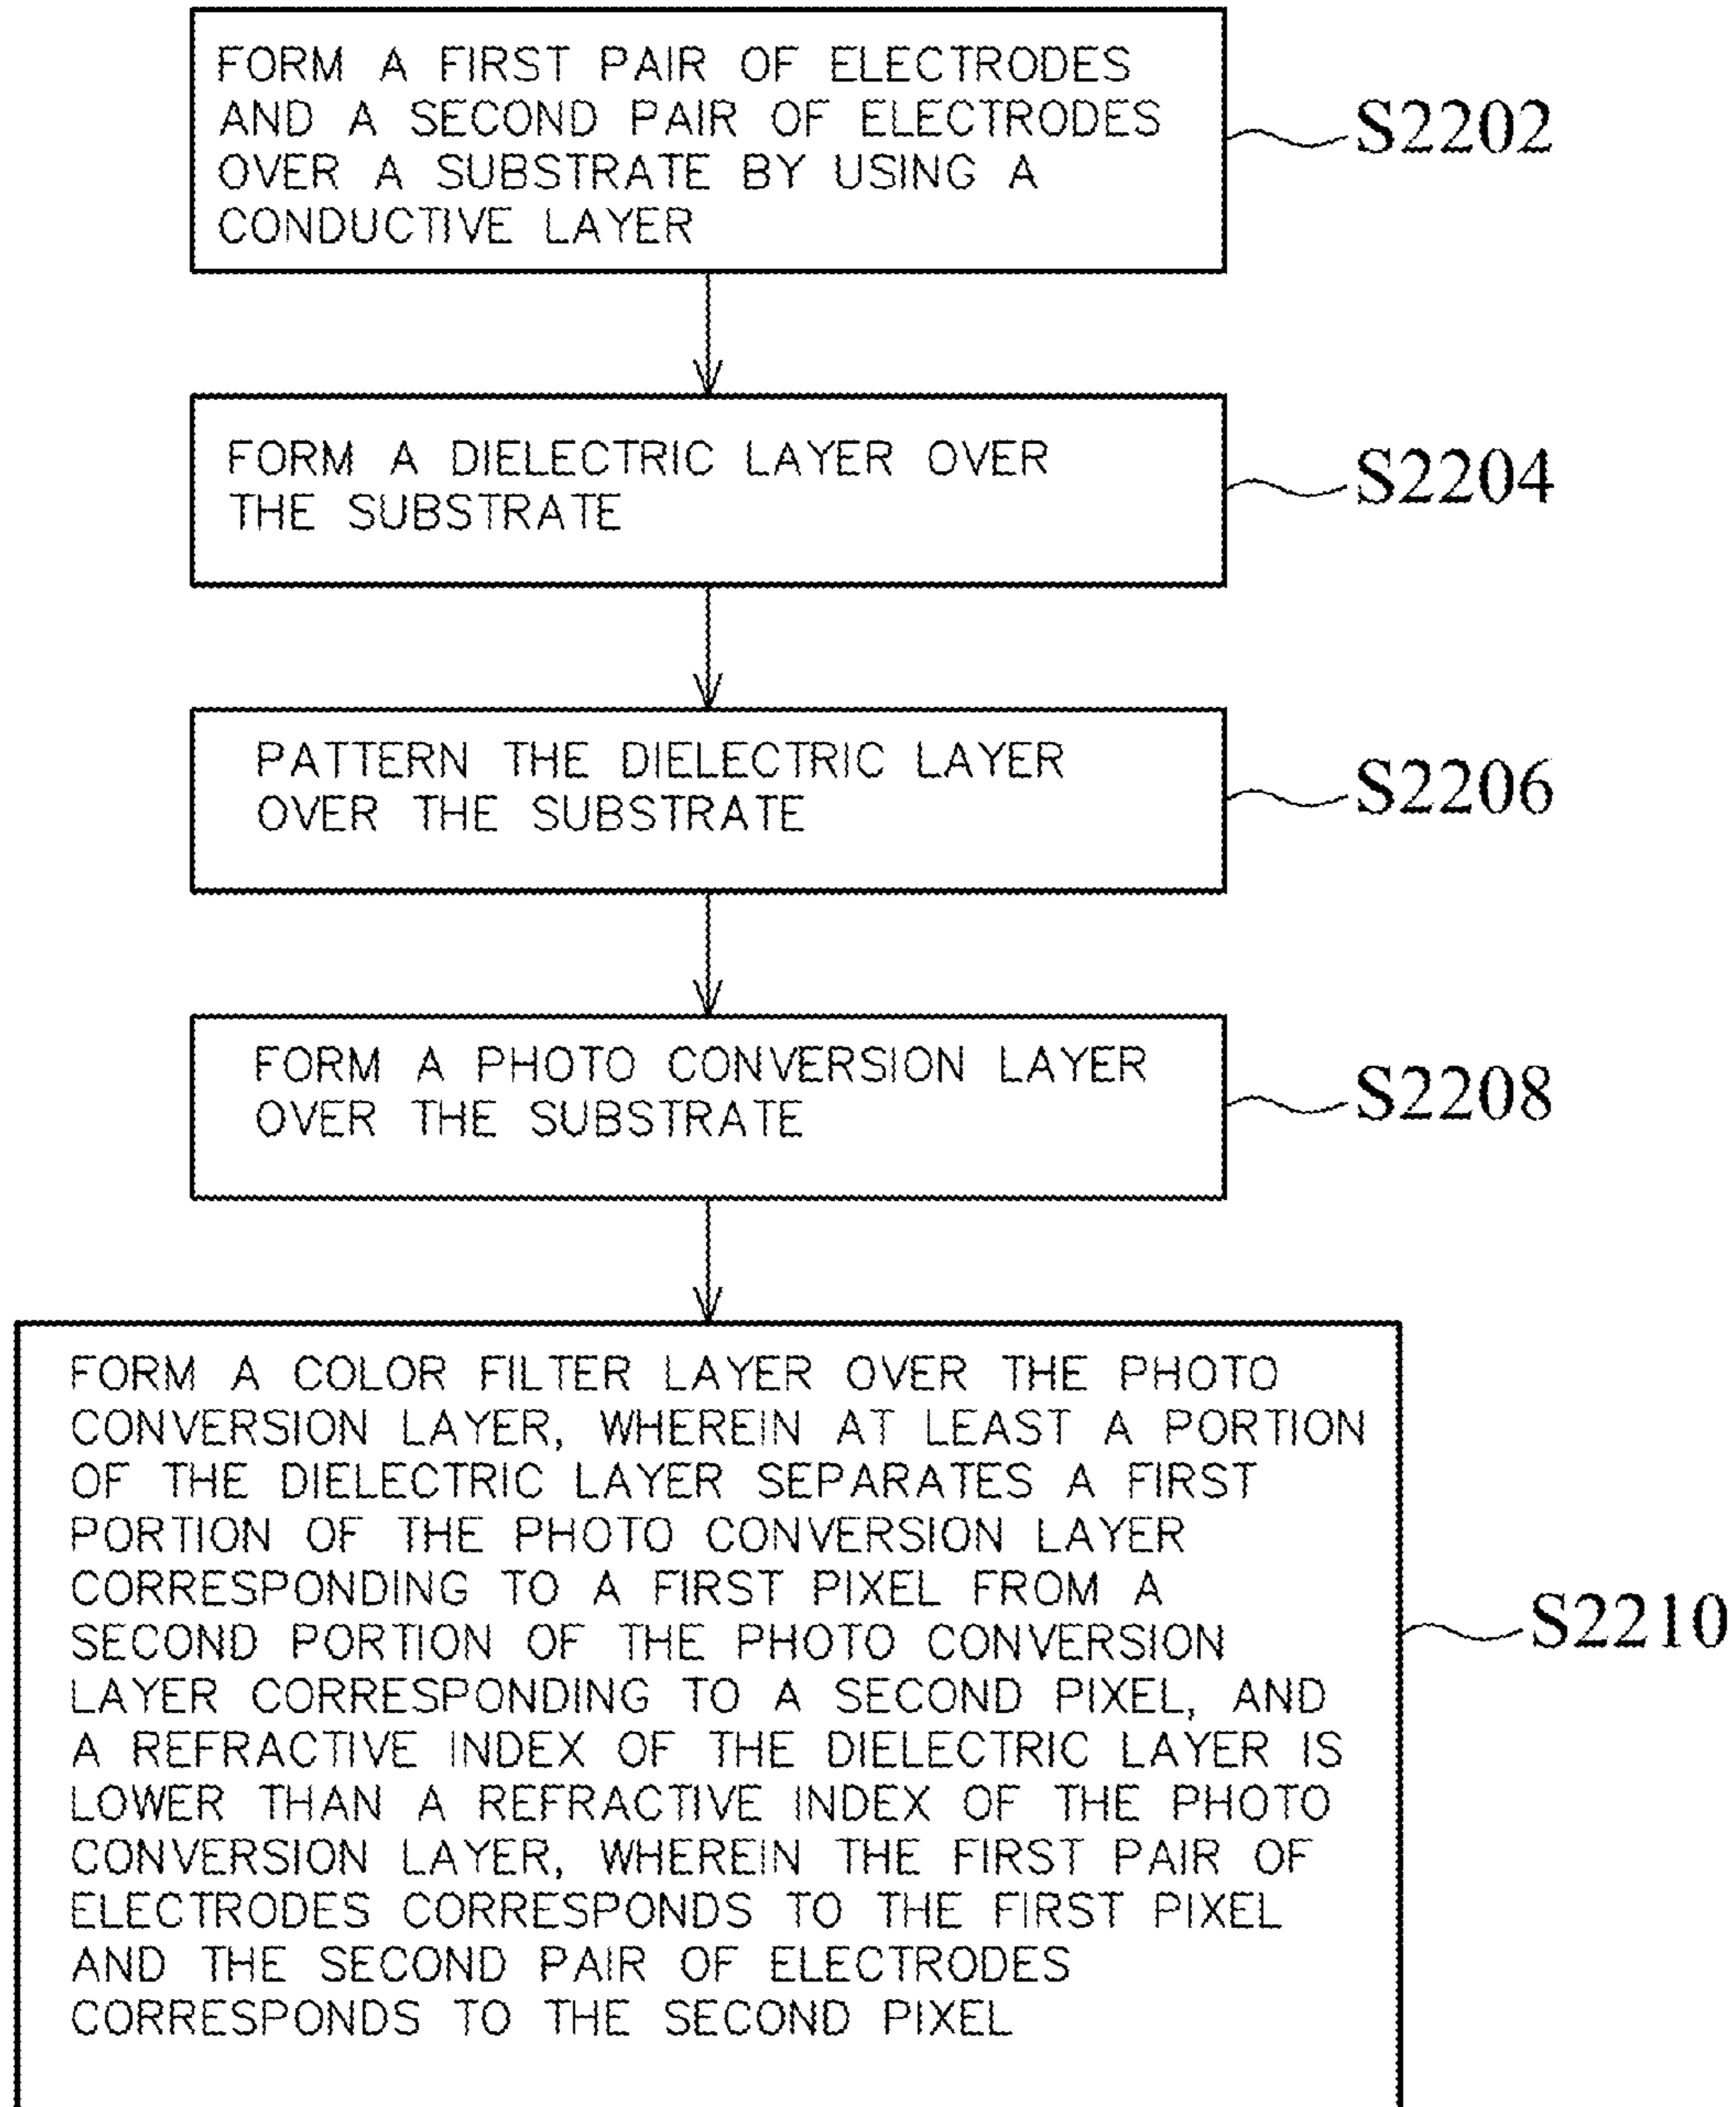 FORM A FIRST PAIR OF ELECTRODES
AND A SECOND PAIR OF ELECTRODES
OVER A SUBSTRATE BY USING A
CONDUCTIVE LAYER
S2202
FORM A DIELECTRIC LAYER OVER
THE SUBSTRATE
S2204
PATTERN THE DIELECTRIC LAYER
OVER THE SUBSTRATE
S2206
FORM A PHOTO CONVERSION LAYER
OVER THE SUBSTRATE
S2208
FORM A COLOR FILTER LAYER OVER THE PHOTO
CONVERSION LAYER, WHEREIN AT LEAST A PORTION
OF THE DIELECTRIC LAYER SEPARATES A FIRST
PORTION OF THE PHOTO CONVERSION LAYER
CORRESPONDING TO A FIRST PIXEL FROM A
SECOND PORTION OF THE PHOTO CONVERSION
LAYER CORRESPONDING TO A SECOND PIXEL, AND
A REFRACTIVE INDEX OF THE DIELECTRIC LAYER IS
LOWER THAN A REFRACTIVE INDEX OF THE PHOTO
CONVERSION LAYER, WHEREIN THE FIRST PAIR OF
ELECTRODES CORRESPONDS TO THE FIRST PIXEL
AND THE SECOND PAIR OF ELECTRODES
CORRESPONDS TO THE SECOND PIXEL
S2210